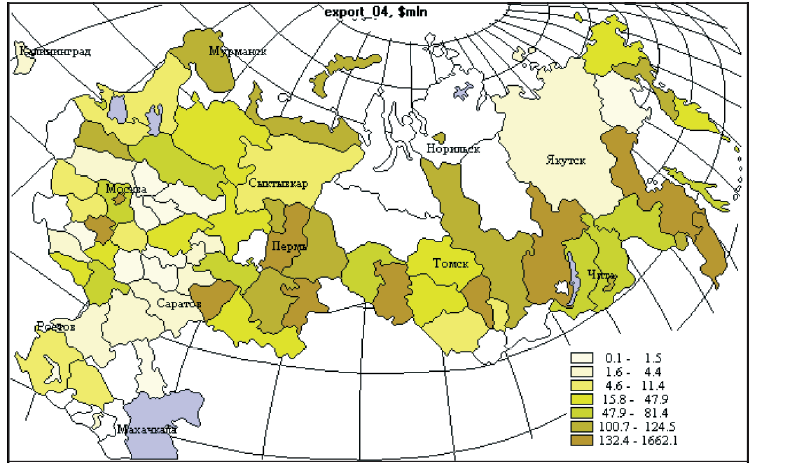 export_04, $mln
Калининград
Мурманск
Норильск
Якутск
Москва
Сыктывкар
Пермь
Томск
Чита
Саратов
Ростов
Махачкала
0.1 - 1.5
1.6 - 4.4
4.6 - 11.4
15.8 - 47.9
47.9 - 81.4
100.7 - 124.5
132.4 - 1662.1